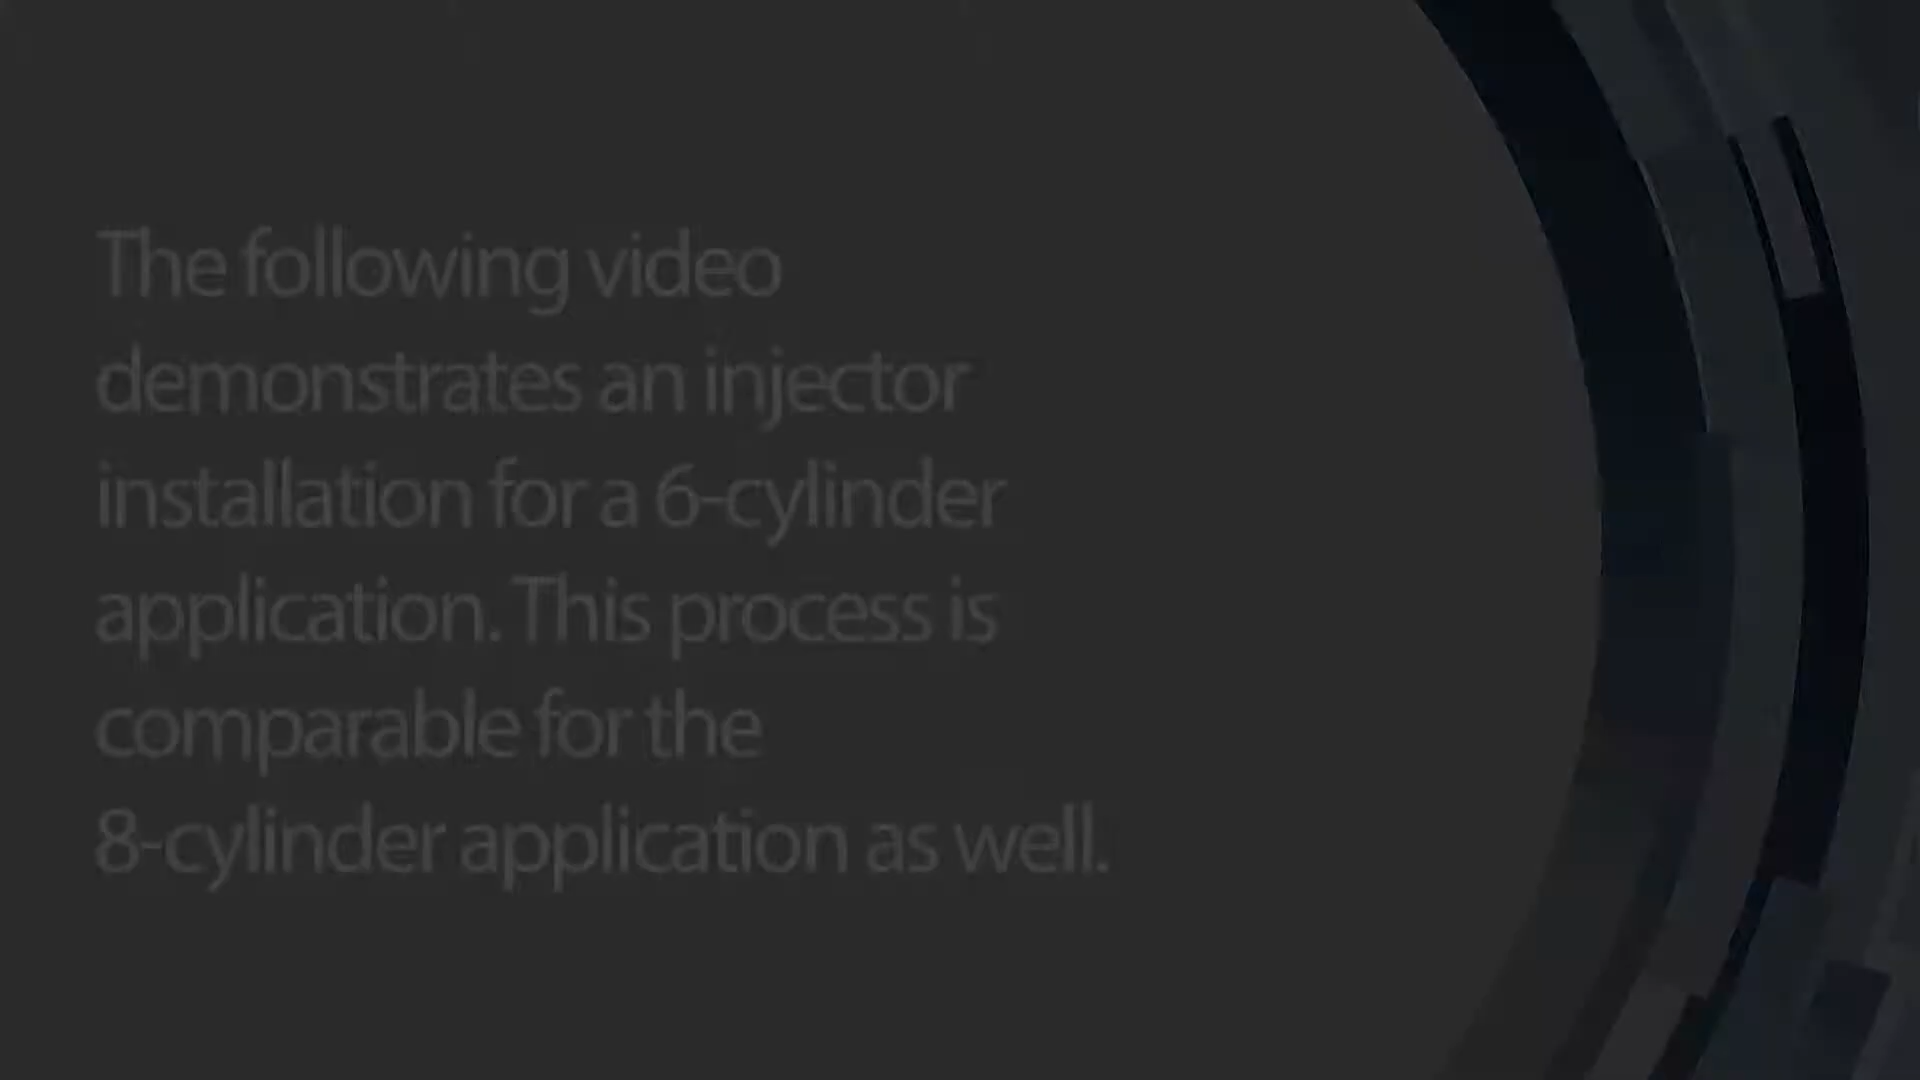 The following video
demonstrates an injector
installation for a 6-cylinder
application. This process is
comparable for the
8-cylinder application as well.